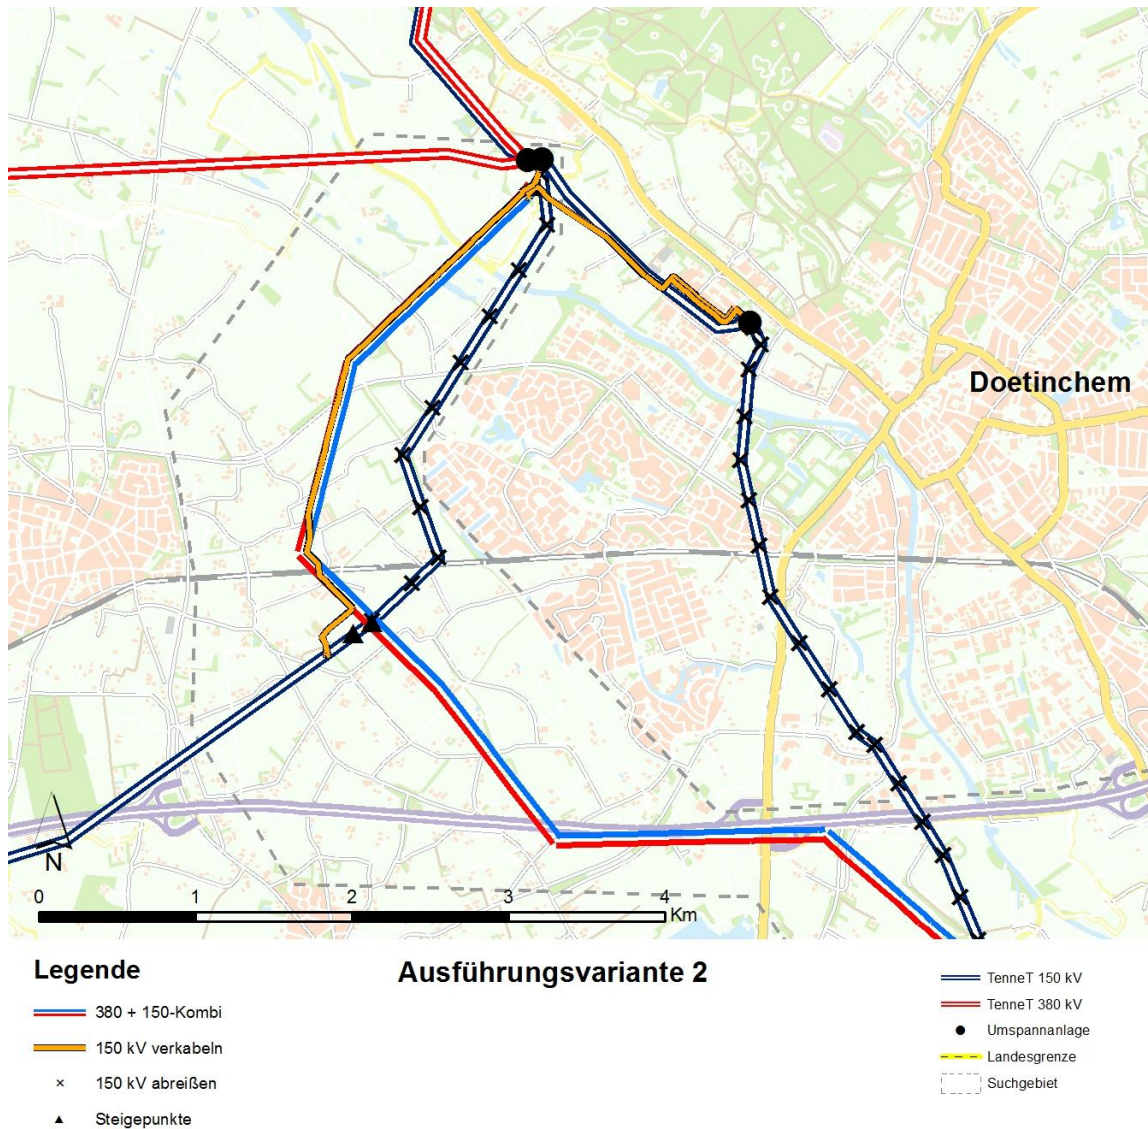 Doetinchem
N
0 1 2 3 4
Km
Legende
Ausführungsvariante 2
380 + 150-Kombi
150 kV verkabeln
150 kV abreißen
Steigepunkte
TenneT 150 kV
TenneT 380 kV
Umspannanlage
Landesgrenze
Suchgebiet